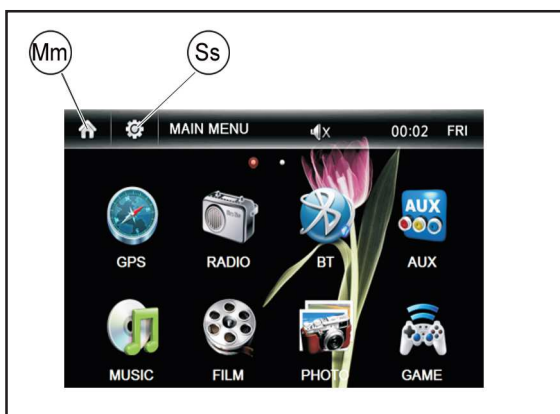 Mm Ss
MAIN MENU 00:02 FRI
GPS RADIO BT AUX
AUX
MUSIC FILM PHOTO GAME